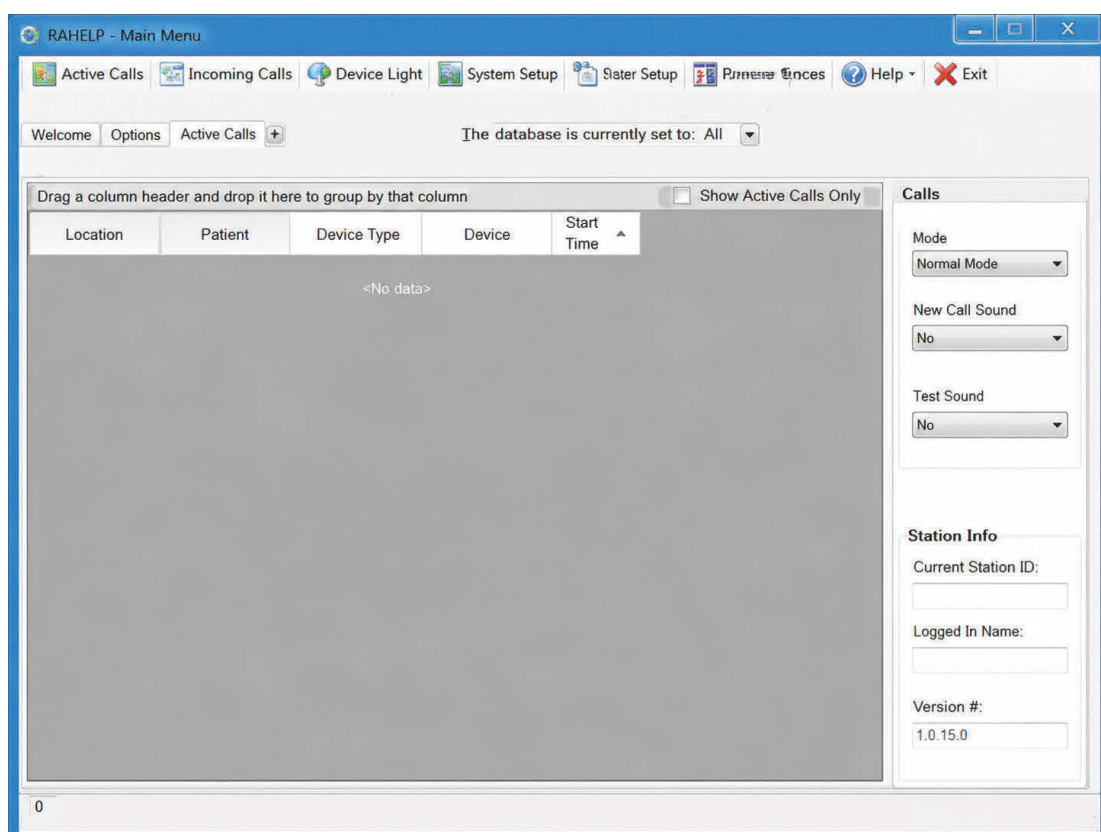 RAHELP - Main Menu
Active Calls Incoming Calls Device Light System Setup Slater Setup Help Exit
Welcome Options Active Calls + The database is currently set to: All
Drag a column header and drop it here to group by that column Show Active Calls Only
Calls
Location Patient Device Type Device Start Time
<No data>
Mode
Normal Mode
New Call Sound
No
Test Sound
No
Station Info
Current Station ID:
Logged In Name:
Version #:
1.0.15.0
0